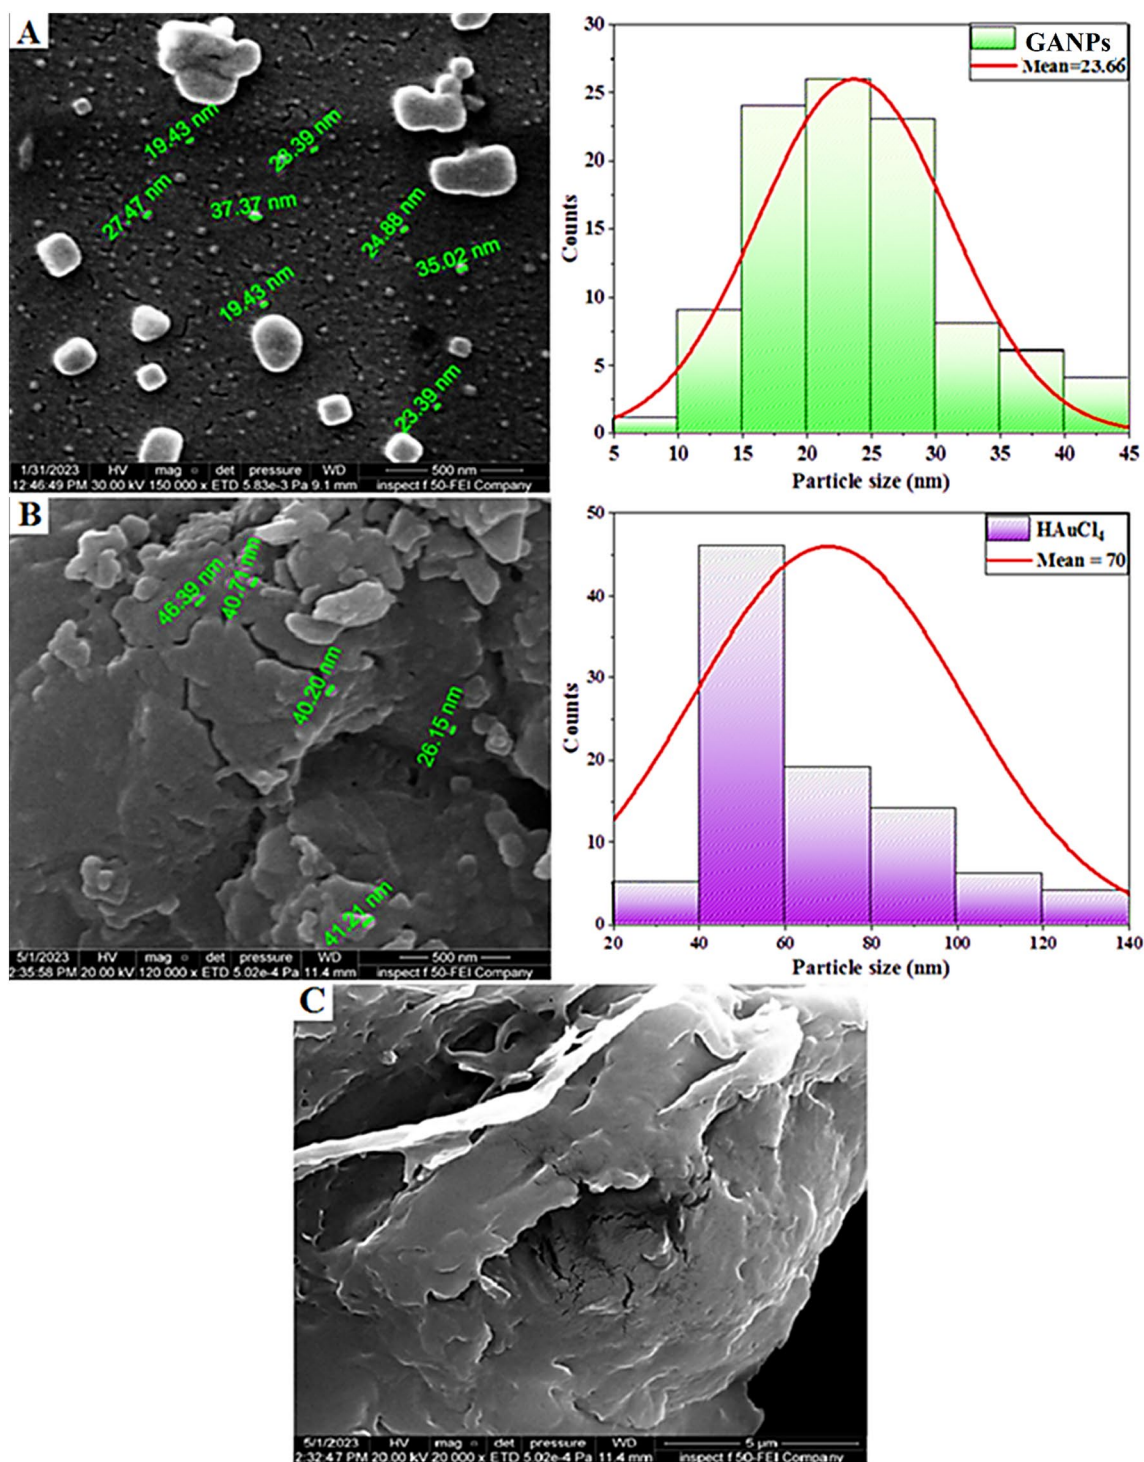 A
19.43 nm
28.39 nm
27.47 nm
37.37 nm
24.88 nm
35.02 nm
19.43 nm
23.39 nm
1/31/2023 HV mag det pressure WD 500 nm
12:46:49 PM 30.00 kV 150 000 x ETD 5.83e-3 Pa 9.1 mm inspect f 50-FEI Company
GANPs
Mean=23.66
30
25
20
15
10
5
0
Counts
5 10 15 20 25 30 35 40 45
Particle size (nm)
B
46.39 nm
40.71 nm
40.20 nm
26.15 nm
41.21 nm
5/1/2023 HV mag det pressure WD 500 nm
2:35:58 PM 20.00 kV 120 000 x ETD 5.02e-4 Pa 11.4 mm inspect f 50-FEI Company
HAuCl₄
Mean = 70
50
40
30
20
10
0
Counts
20 40 60 80 100 120 140
Particle size (nm)
C
5/1/2023 HV mag det pressure WD 5 µm
2:32:47 PM 20.00 kV 20 000 x ETD 5.02e-4 Pa 11.4 mm inspect f 50-FEI Company